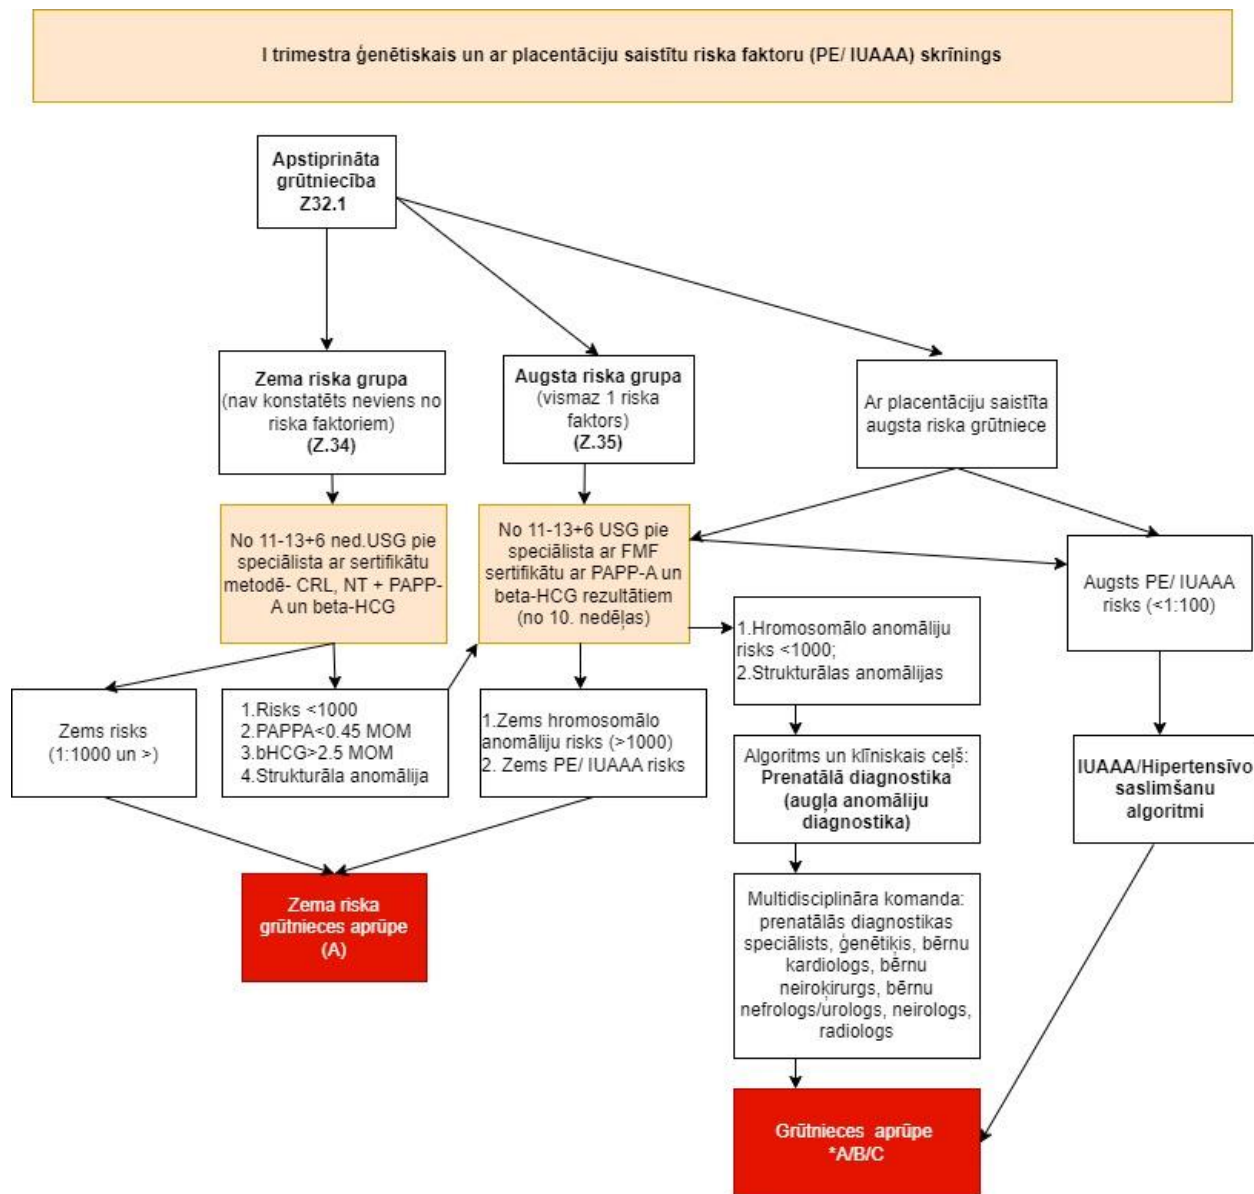 I trimestra ģenētiskais un ar placentāciju saistītu riska faktoru (PE/ IUAAA) skrīnings
Apstiprināta
grūtniecība
Z32.1
Zema riska grupa
(nav konstatēts neviens no
riska faktoriem)
(Z.34)
Augsta riska grupa
(vismaz 1 riska
faktors)
(Z.35)
Ar placentāciju saistīta
augsta riska grūtniece
No 11-13+6 ned.USG pie
speciālista ar sertifikātu
metodē- CRL, NT + PAPP-
A un beta-HCG
No 11-13+6 USG pie
speciālista ar FMF
sertifikātu ar PAPP-A un
beta-HCG rezultātiem
(no 10. nedēļas)
Augsts PE/ IUAAA
risks (<1:100)
1.Hromosomālo anomāliju
risks <1000;
2.Strukturālas anomālijas
Zems risks
(1:1000 un >)
1.Risks <1000
2.PAPPA<0.45 MOM
3.bHCG>2.5 MOM
4.Strukturāla anomālija
1.Zems hromosomālo
anomāliju risks (>1000)
2. Zems PE/ IUAAA risks
Algoritms un klīniskais ceļš:
Prenatālā diagnostika
(augļa anomāliju
diagnostika)
IUAAA/Hipertensīvo
saslimšanu
algoritmi
Zema riska
grūtnieces aprūpe
(A)
Multidisciplināra komanda:
prenatālās diagnostikas
speciālists, ģenētiķis, bērnu
kardiologs, bērnu
neiroķirurgs, bērnu
nefrologs/urologs, neirologs,
radiologs
Grūtnieces aprūpe
*A/B/C